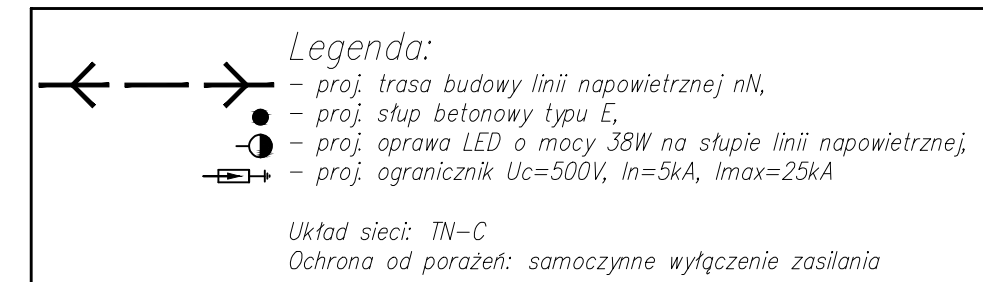 Legenda:
– proj. trasa budowy linii napowietrznej nN,
– proj. słup betonowy typu E,
– proj. oprawa LED o mocy 38W na słupie linii napowietrznej,
– proj. ogranicznik Uc=500V, In=5kA, Imax=25kA
Układ sieci: TN–C
Ochrona od porażeń: samoczynne wyłączenie zasilania